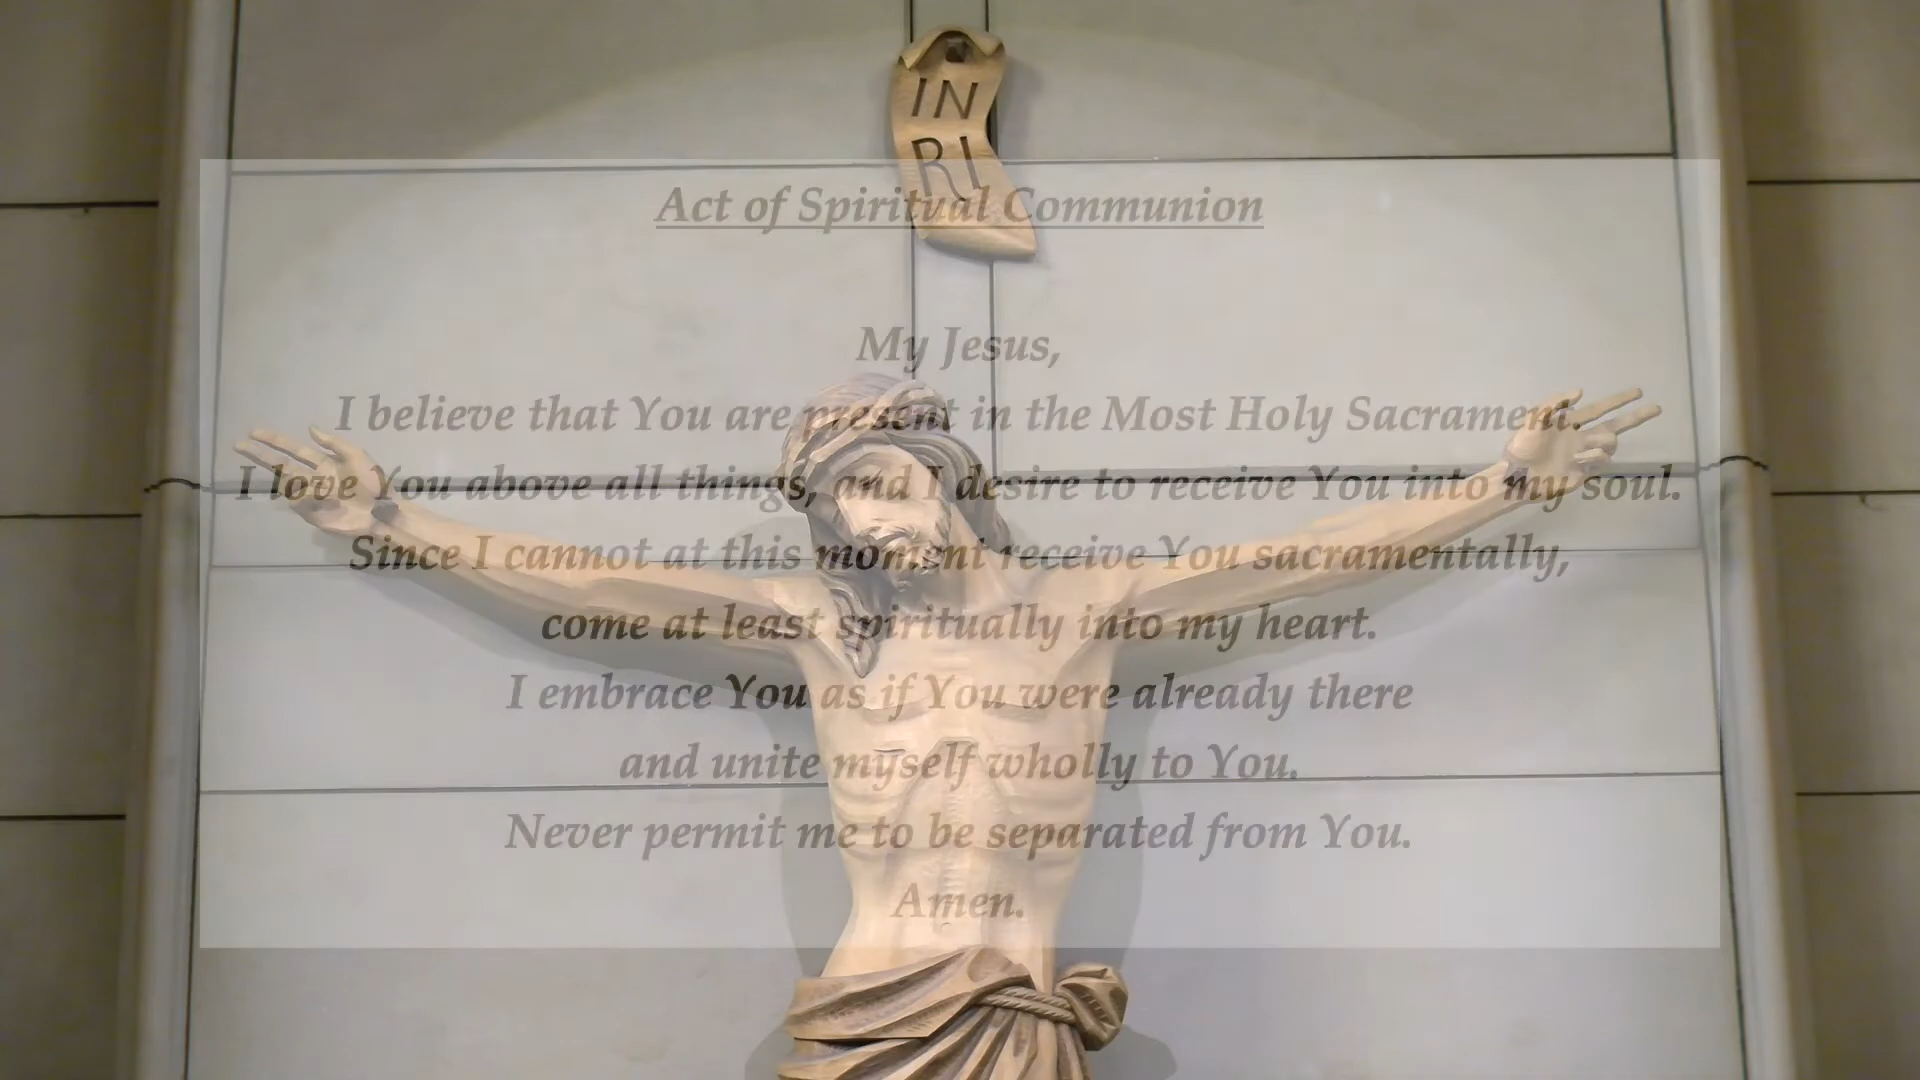 IN
RI
Act of Spiritual Communion
My Jesus,
I believe that You are present in the Most Holy Sacrament.
I love You above all things, and I desire to receive You into my soul.
Since I cannot at this moment receive You sacramentally,
come at least spiritually into my heart.
I embrace You as if You were already there
and unite myself wholly to You.
Never permit me to be separated from You.
Amen.